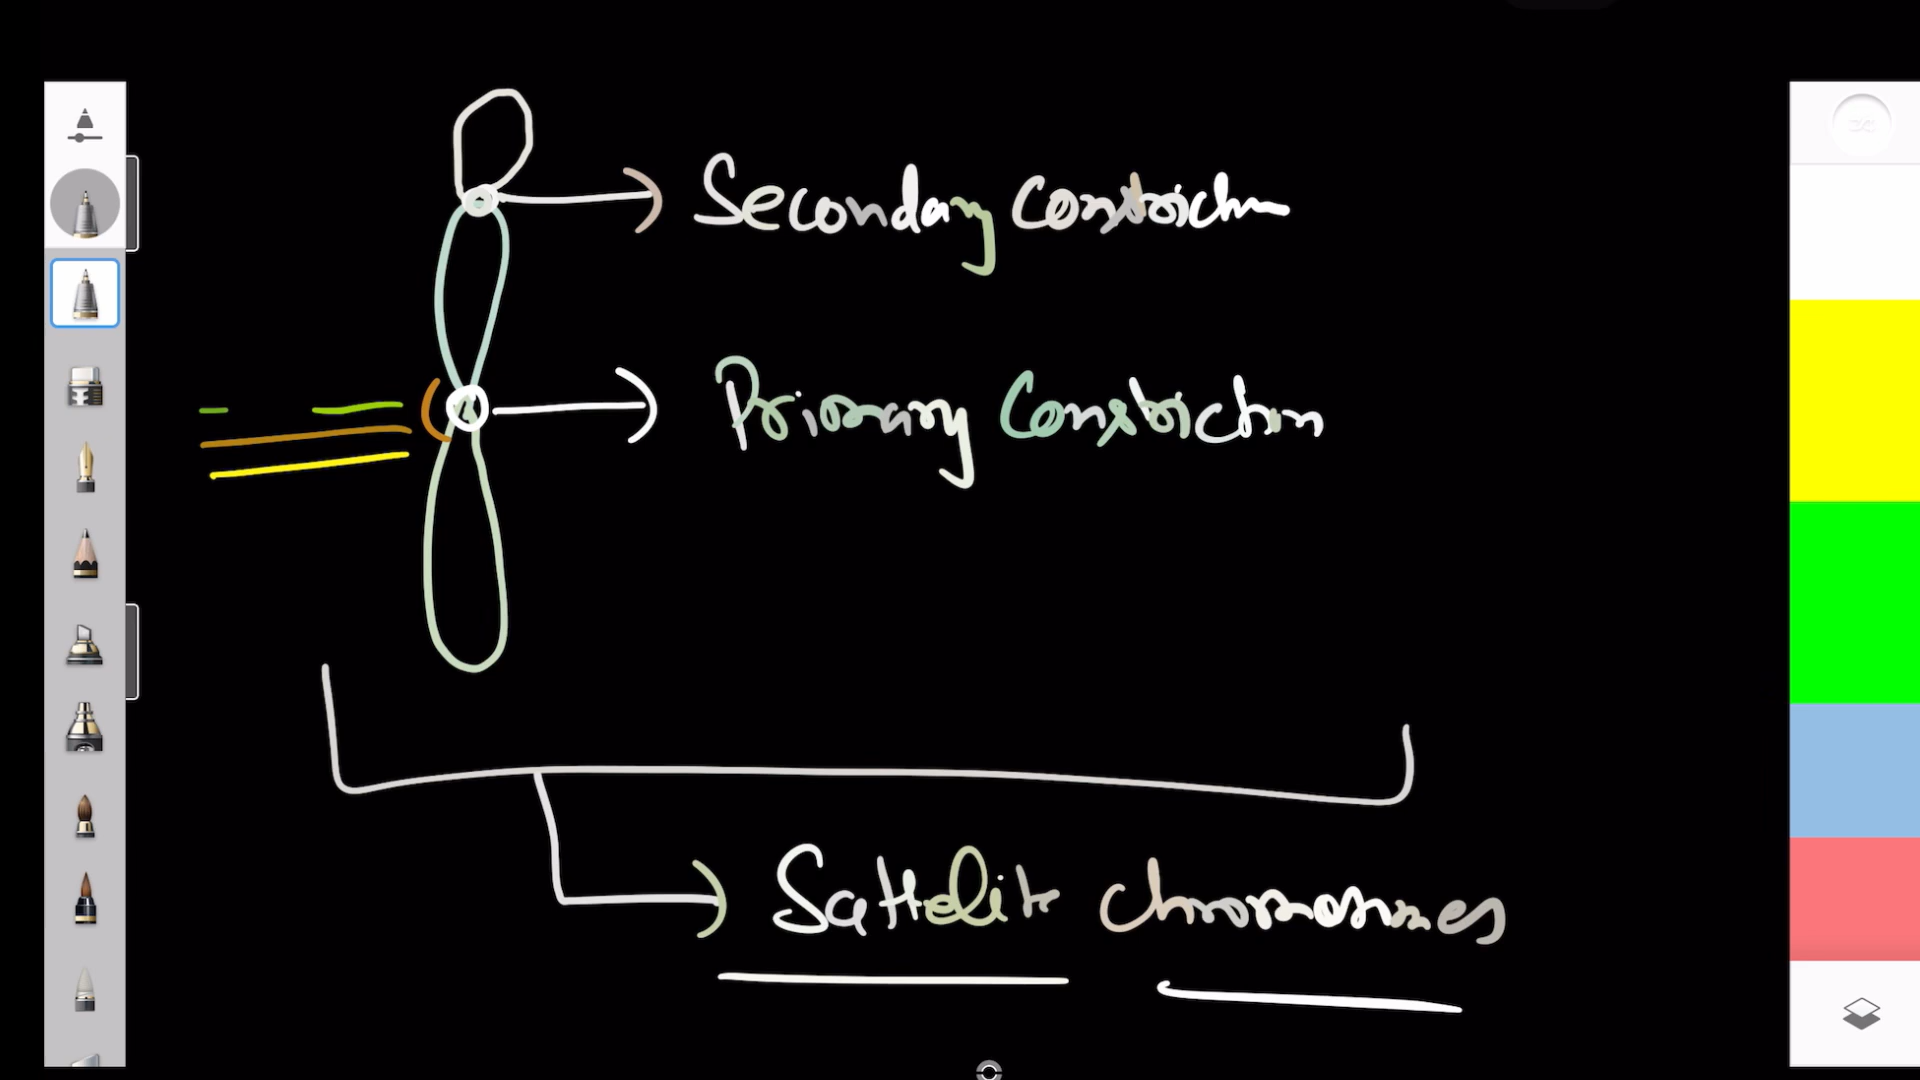 Secondary Constriction
Primary Constriction
Sattelite chromosomes